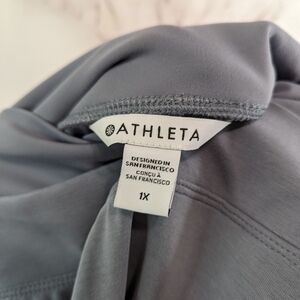 ATHLETA
DESIGNED IN
SAN FRANCISCO
CONÇU À
SAN FRANCISCO
1X